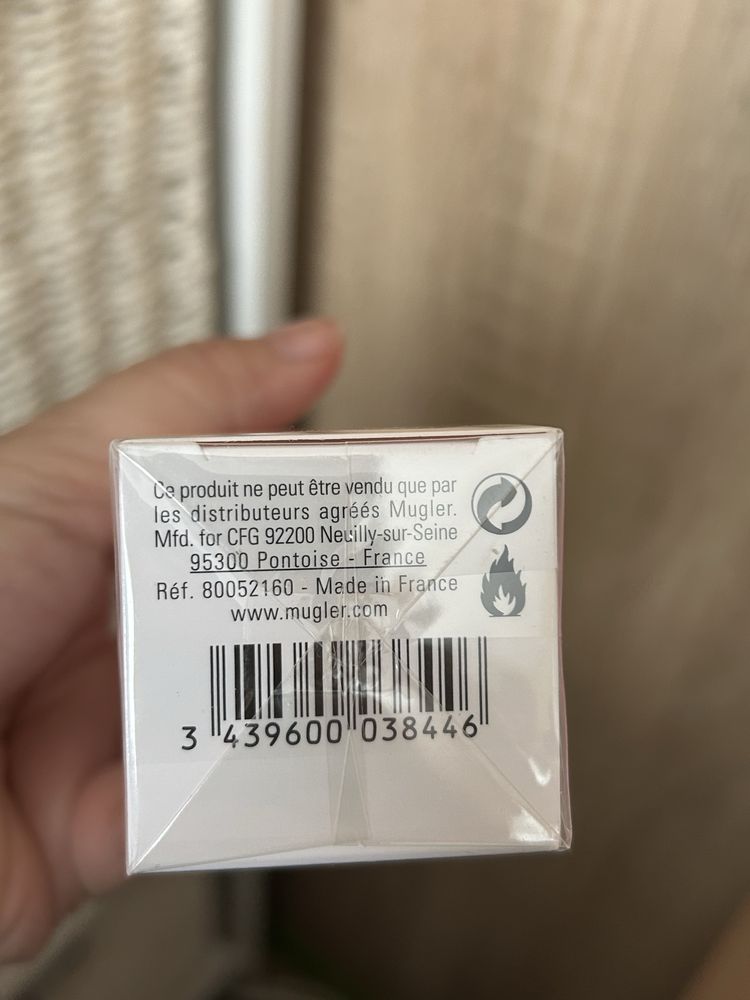 Ce produit ne peut être vendu que par
les distributeurs agréés Mugler.
Mfd. for CFG 92200 Neuilly-sur-Seine
95300 Pontoise - France
Réf. 80052160 - Made in France
www.mugler.com
3 439600 038446